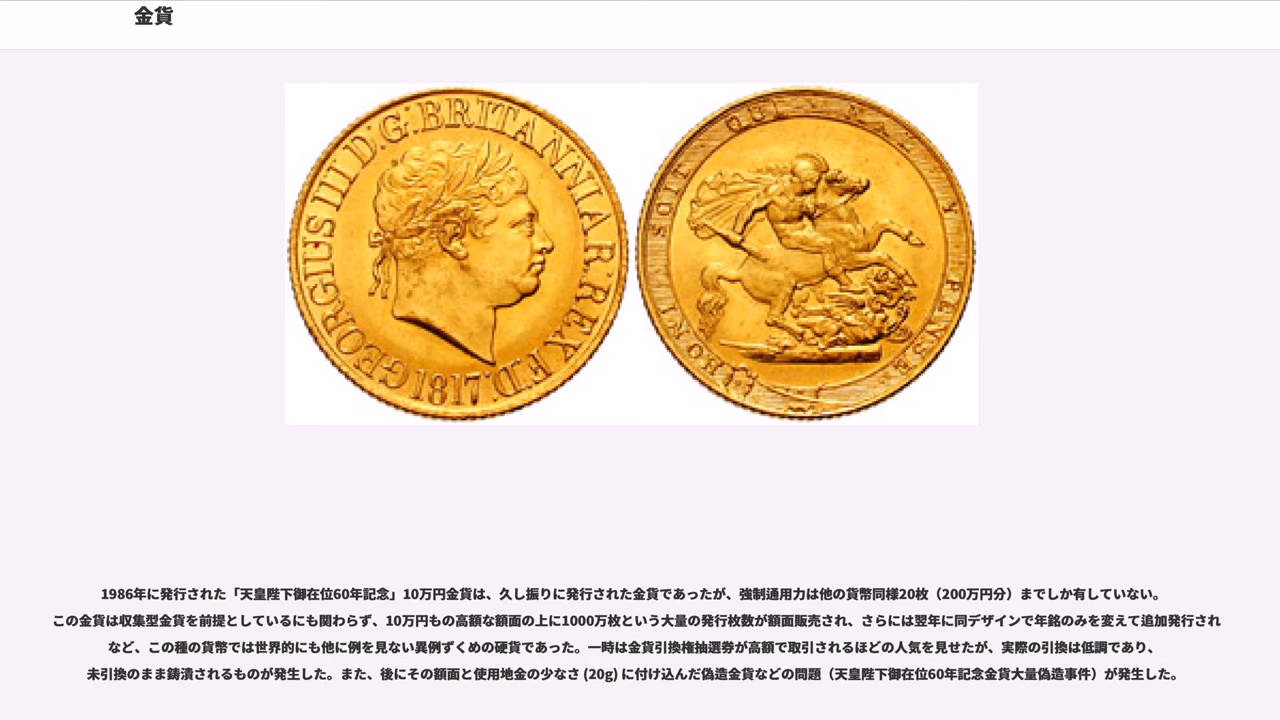 金貨
GEORGIUS III D:G:BRITANNIAR:REX F:D:
1817
HONI SOIT QUI MAL Y PENSE
1986年に発行された「天皇陛下御在位60年記念」10万円金貨は、久し振りに発行された金貨であったが、強制通用力は他の貨幣同様20枚（200万円分）までしか有していない。
この金貨は収集型金貨を前提としているにも関わらず、10万円もの高額な額面の上に1000万枚という大量の発行枚数が額面販売され、さらには翌年に同デザインで年銘のみを変えて追加発行され
など、この種の貨幣では世界的にも他に例を見ない異例ずくめの硬貨であった。一時は金貨引換権抽選券が高額で取引されるほどの人気を見せたが、実際の引換は低調であり、
未引換のまま鋳潰されるものが発生した。また、後にその額面と使用地金の少なさ (20g) に付け込んだ偽造金貨などの問題（天皇陛下御在位60年記念金貨大量偽造事件）が発生した。